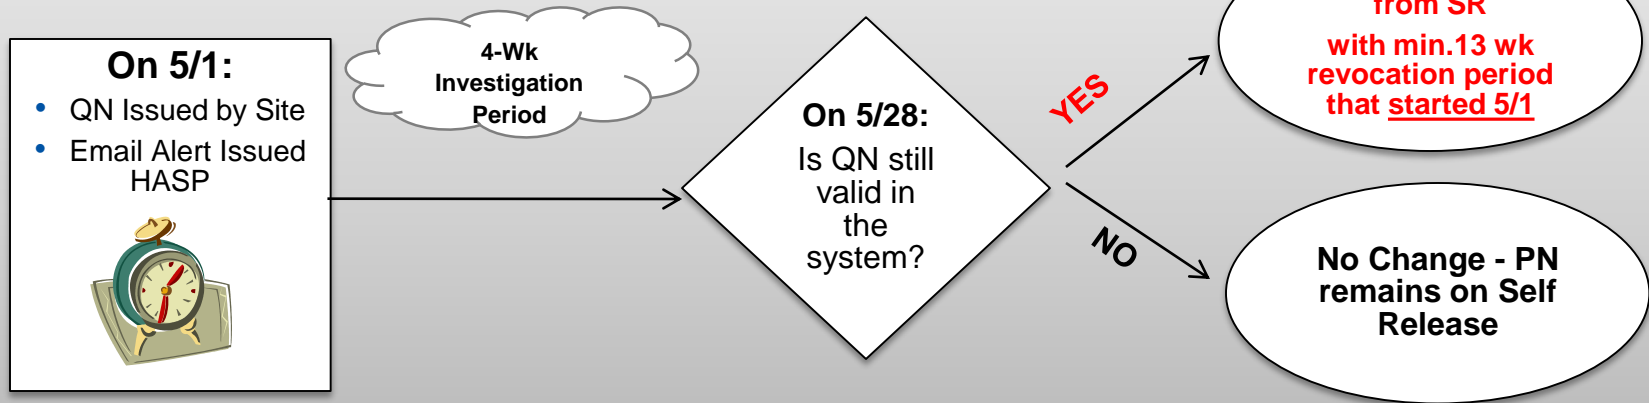 On 5/1:
• QN Issued by Site
• Email Alert Issued
HASP
4-Wk
Investigation
Period
On 5/28:
Is QN still
valid in
the
system?
YES
from SR
with min.13 wk
revocation period
that started 5/1
NO
No Change - PN
remains on Self
Release